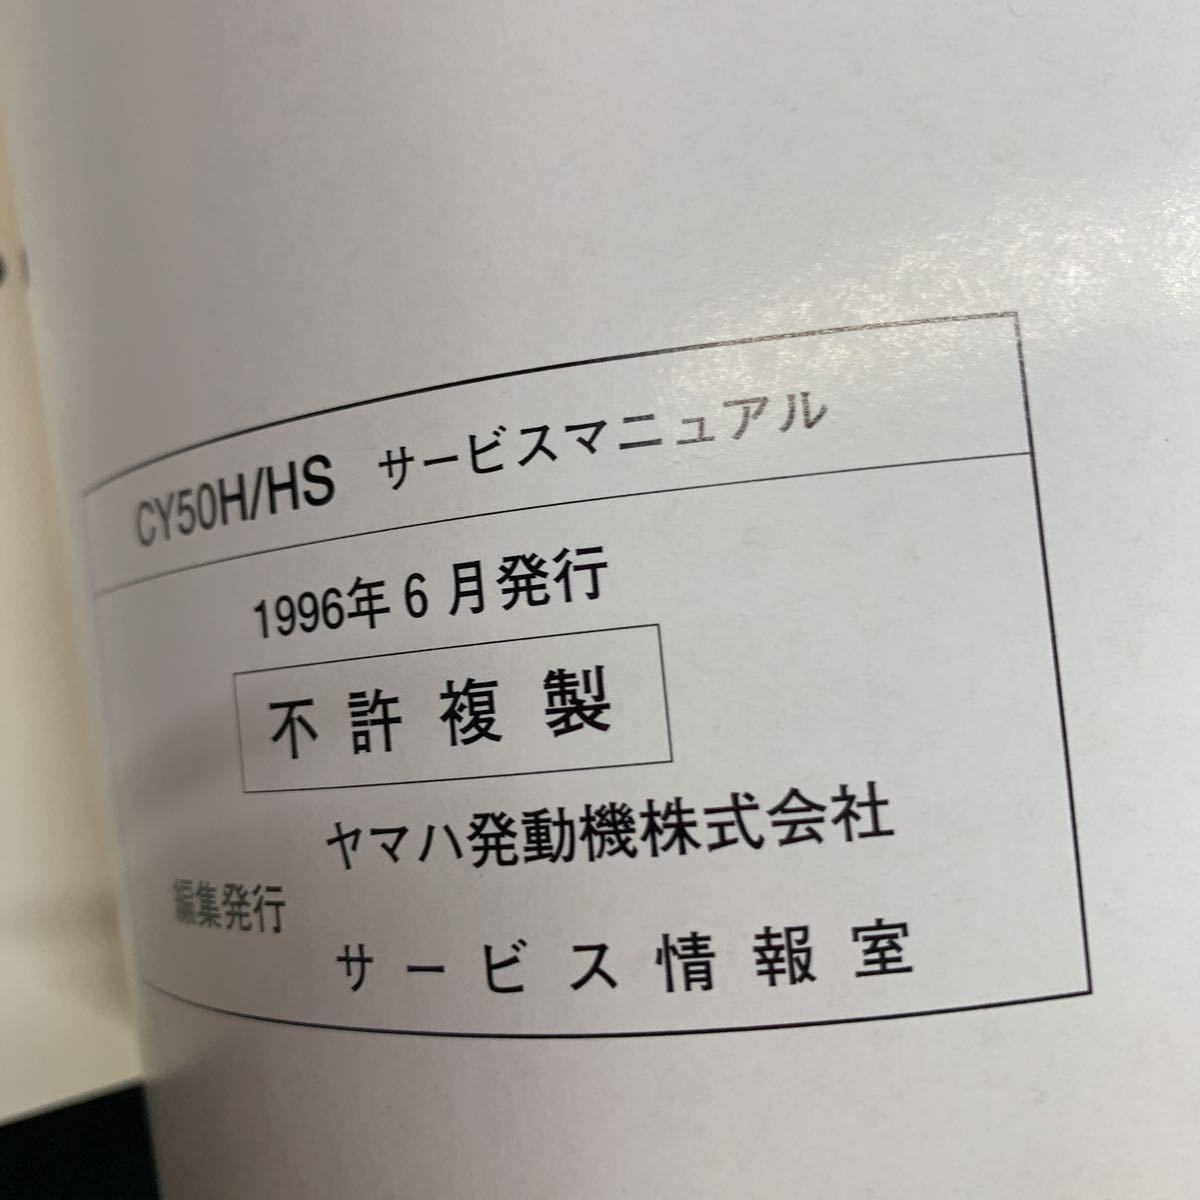 CY50H/HS サービスマニュアル
1996年6月発行
不許複製
ヤマハ発動機株式会社
編集発行
サービス情報室